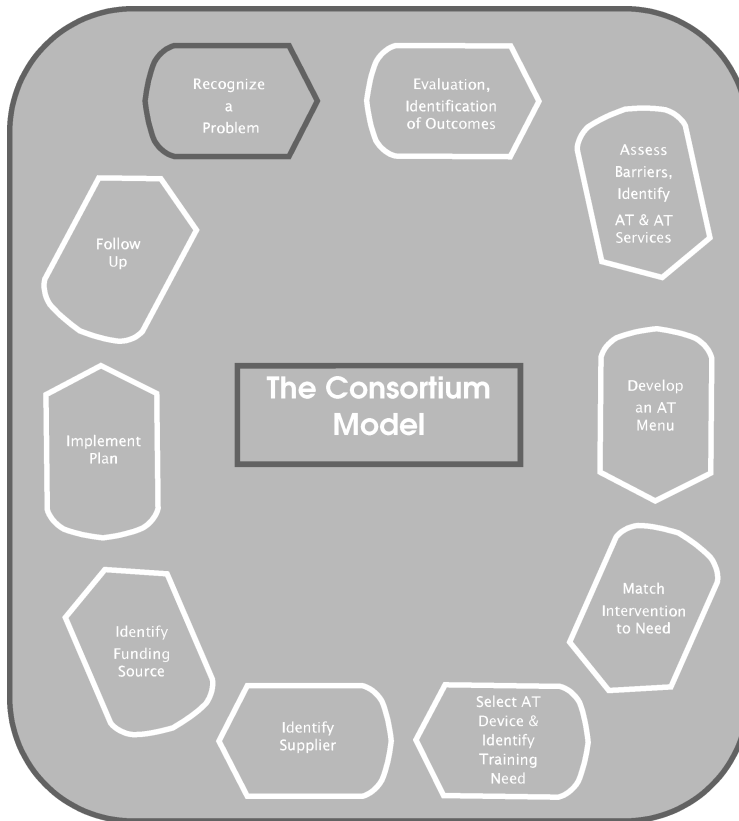 Recognize
a
Problem
Evaluation,
Identification
of Outcomes
Assess
Barriers,
Identify
AT & AT
Services
Develop
an AT
Menu
Match
Intervention
to Need
Select AT
Device &
Identify
Training
Need
Identify
Supplier
Identify
Funding
Source
Implement
Plan
Follow
Up
The Consortium
Model